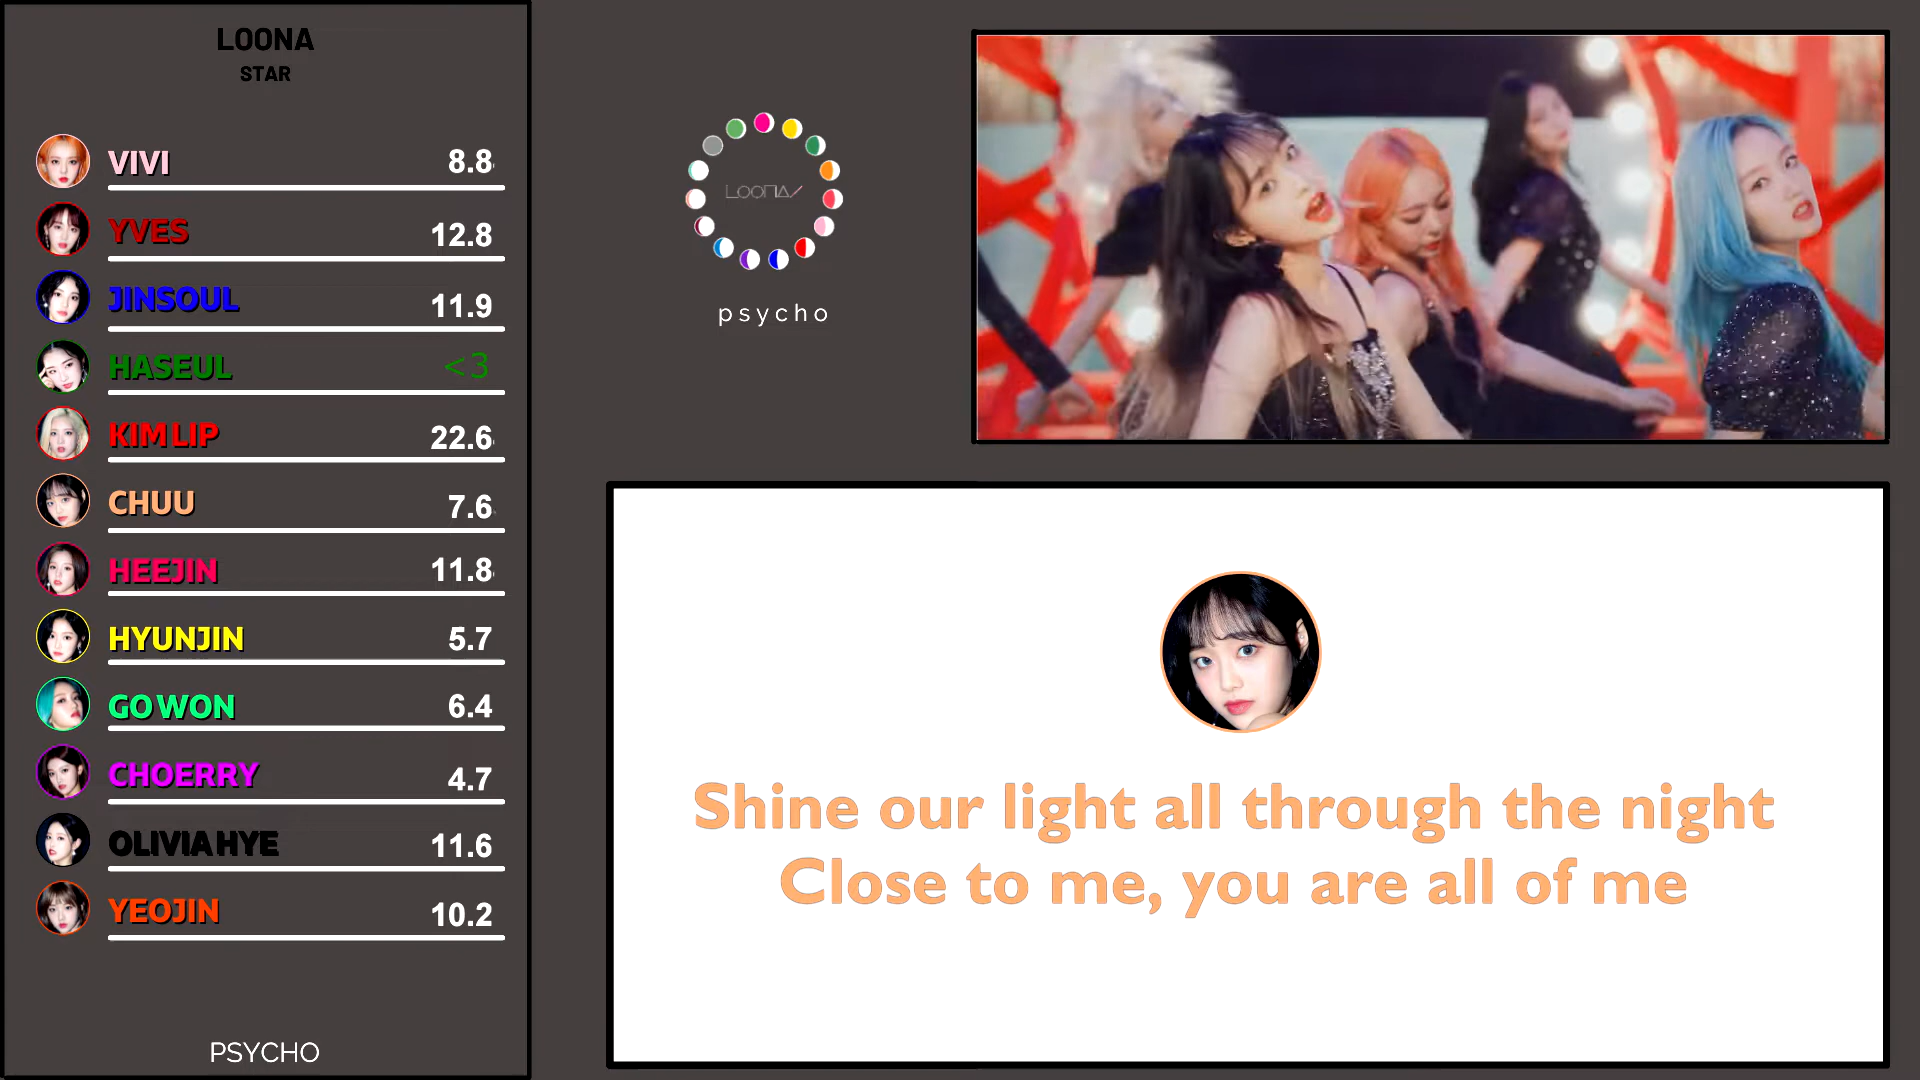 LOONA
STAR
VIVI 8.8
YVES 12.8
JINSOUL 11.9
HASEUL <3
KIM LIP 22.6
CHUU 7.6
HEEJIN 11.8
HYUNJIN 5.7
GO WON 6.4
CHOERRY 4.7
OLIVIA HYE 11.6
YEOJIN 10.2
PSYCHO
LOONA
psycho
Shine our light all through the night
Close to me, you are all of me